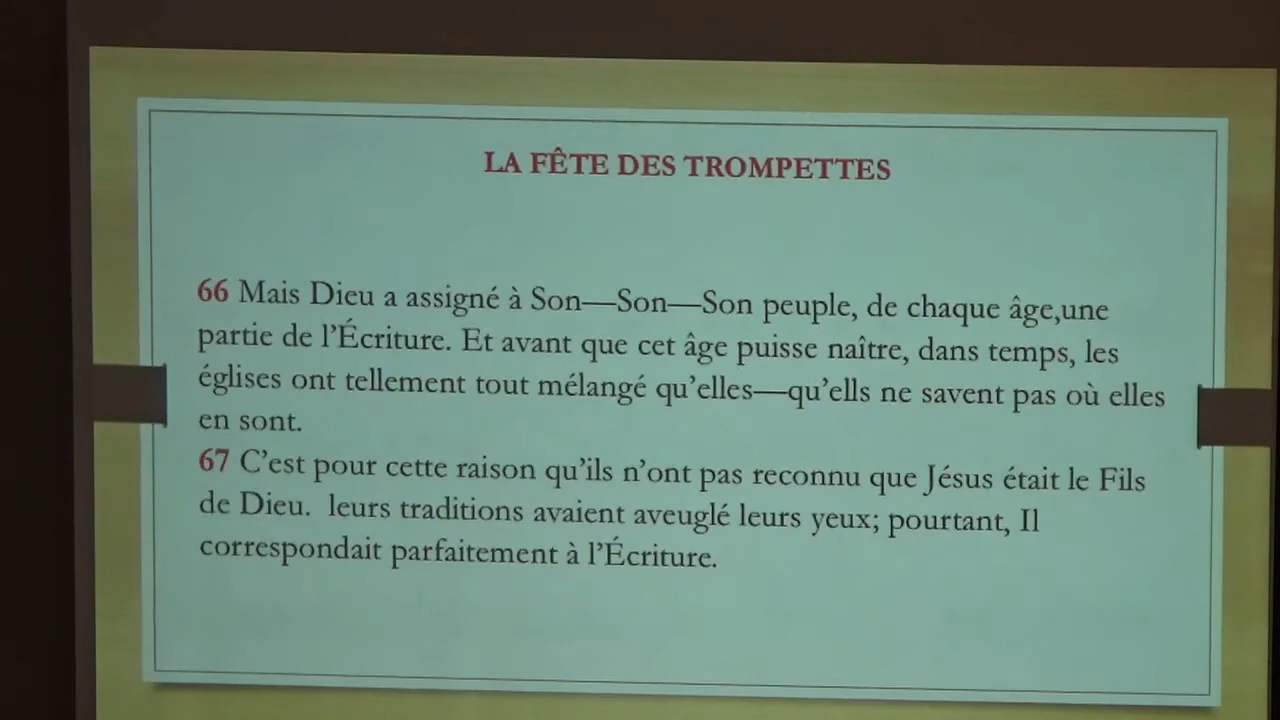 LA FÊTE DES TROMPETTES
66 Mais Dieu a assigné à Son—Son—Son peuple, de chaque âge,une
partie de l'Écriture. Et avant que cet âge puisse naître, dans temps, les
églises ont tellement tout mélangé qu'elles—qu'ells ne savent pas où elles
en sont.
67 C'est pour cette raison qu'ils n'ont pas reconnu que Jésus était le Fils
de Dieu.  leurs traditions avaient aveuglé leurs yeux; pourtant, Il
correspondait parfaitement à l'Écriture.